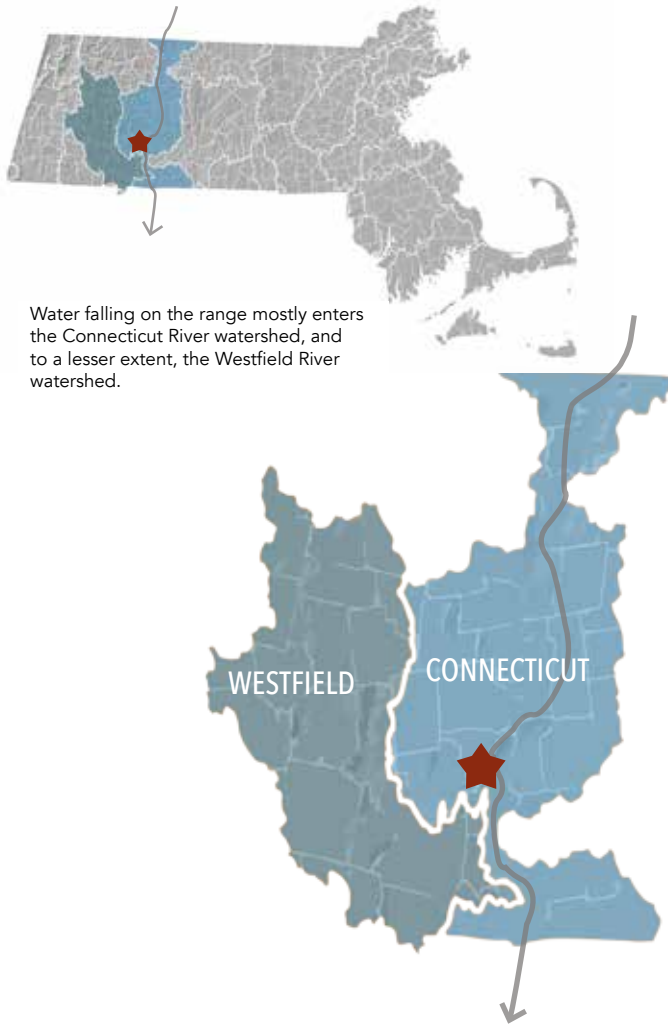 Water falling on the range mostly enters
the Connecticut River watershed, and
to a lesser extent, the Westfield River
watershed.
WESTFIELD
CONNECTICUT